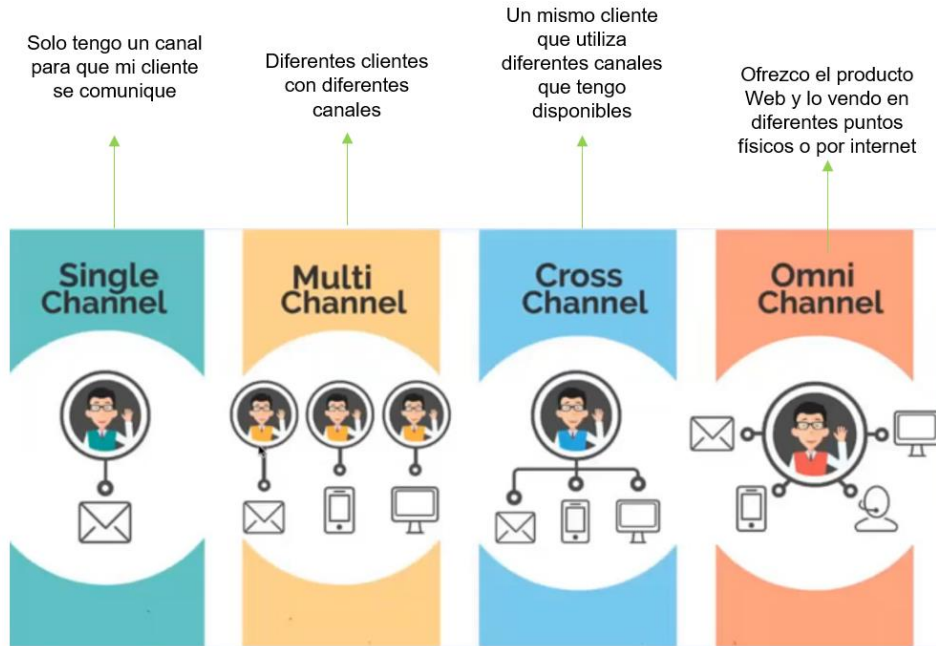 Solo tengo un canal
para que mi cliente
se comunique
Diferentes clientes
con diferentes
canales
Un mismo cliente
que utiliza
diferentes canales
que tengo
disponibles
Ofrezco el producto
Web y lo vendo en
diferentes puntos
físicos o por internet
Single
Channel
Multi
Channel
Cross
Channel
Omni
Channel